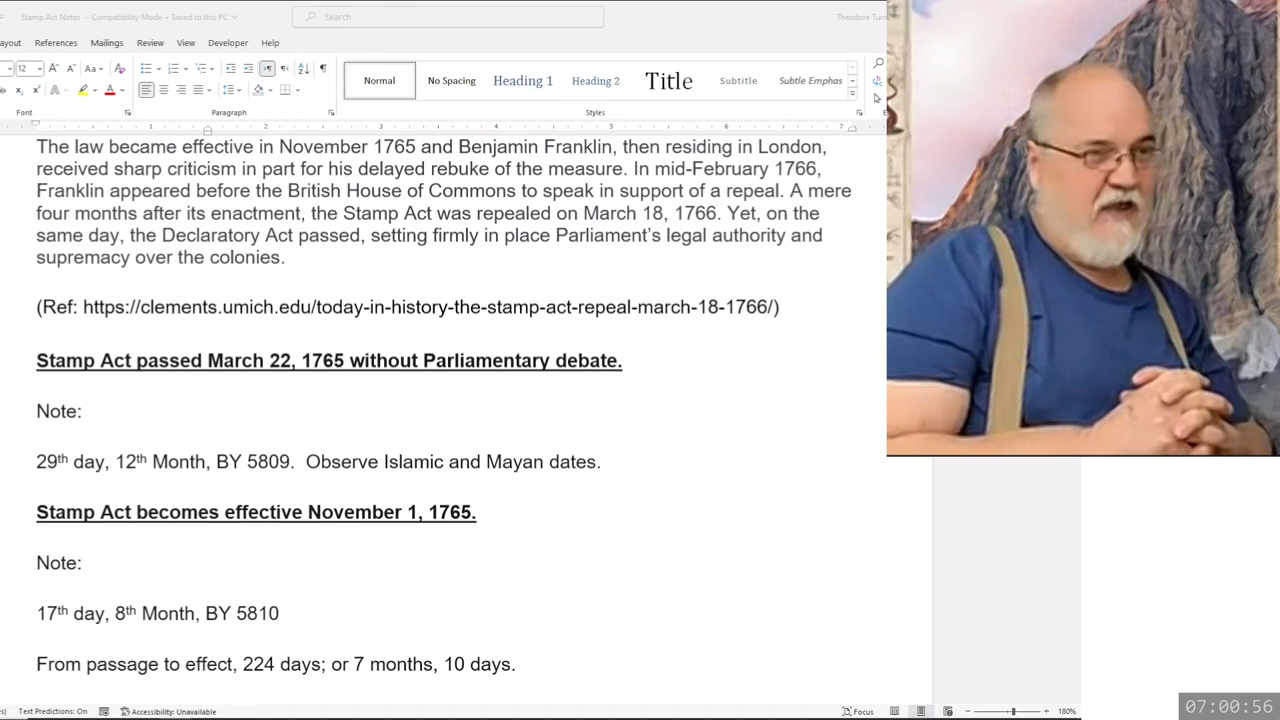 Stamp Act Notes - Compatibility Mode • Saved to this PC
Search
References Mailings Review View Developer Help
12 Aa
Normal No Spacing Heading 1 Heading 2 Title Subtitle Subtle Emphas
Font Paragraph Styles
1 2 3 4 5 6 7
The law became effective in November 1765 and Benjamin Franklin, then residing in London,
received sharp criticism in part for his delayed rebuke of the measure. In mid-February 1766,
Franklin appeared before the British House of Commons to speak in support of a repeal. A mere
four months after its enactment, the Stamp Act was repealed on March 18, 1766. Yet, on the
same day, the Declaratory Act passed, setting firmly in place Parliament’s legal authority and
supremacy over the colonies.
(Ref: https://clements.umich.edu/today-in-history-the-stamp-act-repeal-march-18-1766/)
Stamp Act passed March 22, 1765 without Parliamentary debate.
Note:
29th day, 12th Month, BY 5809. Observe Islamic and Mayan dates.
Stamp Act becomes effective November 1, 1765.
Note:
17th day, 8th Month, BY 5810
From passage to effect, 224 days; or 7 months, 10 days.
Text Predictions: On Accessibility: Unavailable Focus 180%
07:00:56